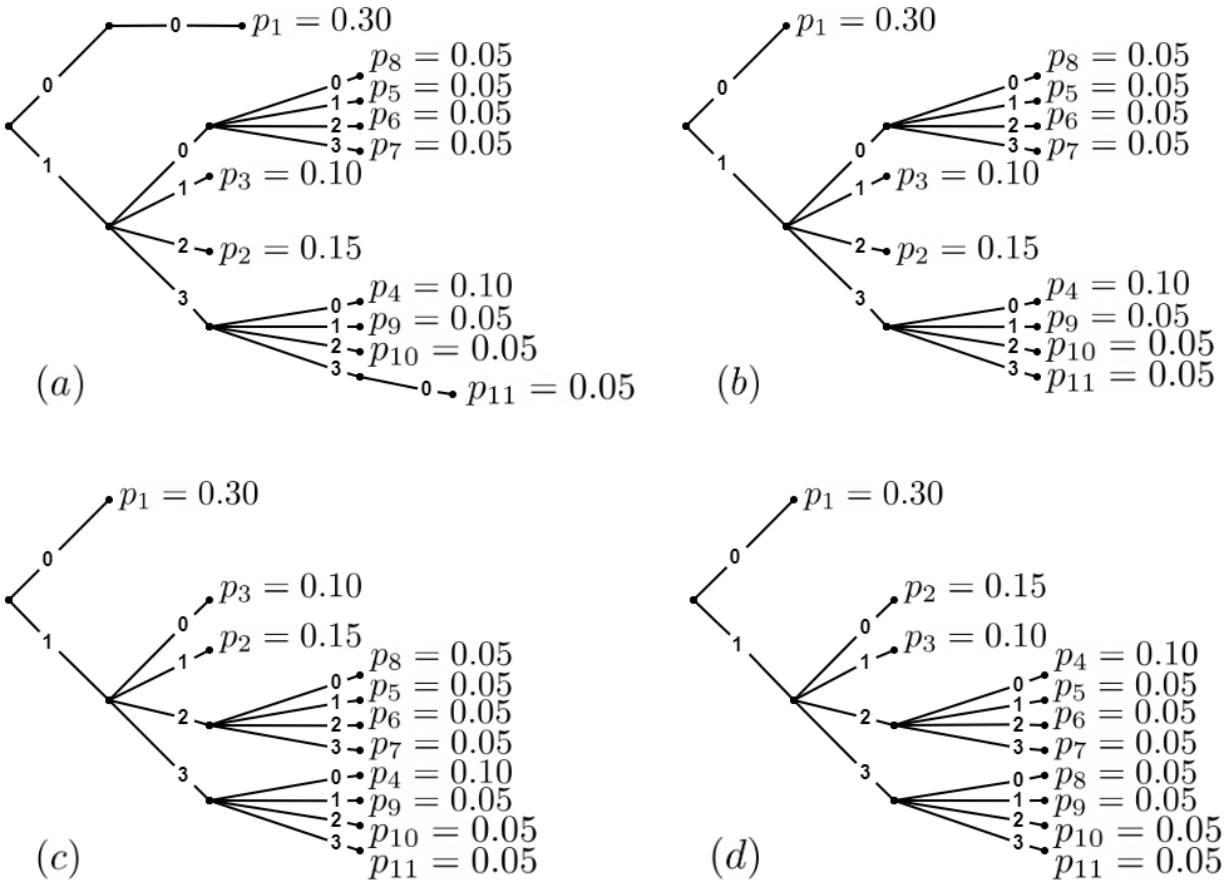 0 0 p₁ = 0.30
0 p₈ = 0.05
1 p₅ = 0.05
2 p₆ = 0.05
3 p₇ = 0.05
1 0
1 p₃ = 0.10
2 p₂ = 0.15
3
0 p₄ = 0.10
1 p₉ = 0.05
2 p₁₀ = 0.05
3 0 p₁₁ = 0.05
(a)
0 p₁ = 0.30
0 p₈ = 0.05
1 p₅ = 0.05
2 p₆ = 0.05
3 p₇ = 0.05
1 0
1 p₃ = 0.10
2 p₂ = 0.15
3
0 p₄ = 0.10
1 p₉ = 0.05
2 p₁₀ = 0.05
3 p₁₁ = 0.05
(b)
0 p₁ = 0.30
1
0 p₃ = 0.10
1 p₂ = 0.15
2
0 p₈ = 0.05
1 p₅ = 0.05
2 p₆ = 0.05
3 p₇ = 0.05
3
0 p₄ = 0.10
1 p₉ = 0.05
2 p₁₀ = 0.05
3 p₁₁ = 0.05
(c)
0 p₁ = 0.30
1
0 p₂ = 0.15
1 p₃ = 0.10
2
0 p₄ = 0.10
1 p₅ = 0.05
2 p₆ = 0.05
3 p₇ = 0.05
3
0 p₈ = 0.05
1 p₉ = 0.05
2 p₁₀ = 0.05
3 p₁₁ = 0.05
(d)